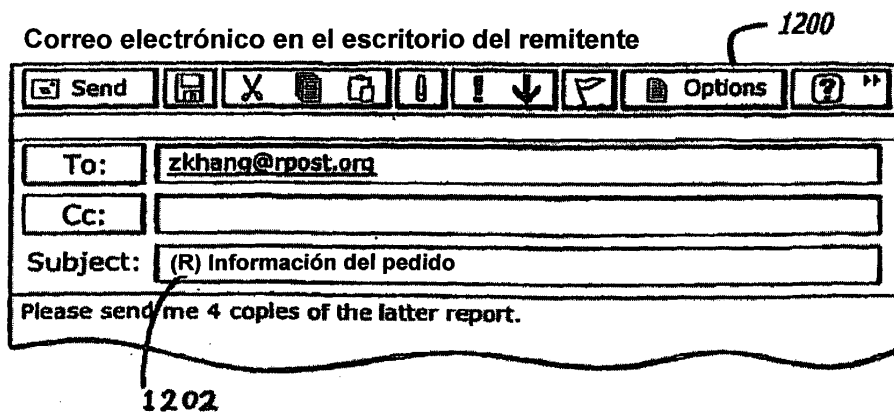 1200
Correo electrónico en el escritorio del remitente
Send Options
To: zkhang@rpost.org
Cc:
Subject: (R) Información del pedido
Please send me 4 copies of the latter report.
1202